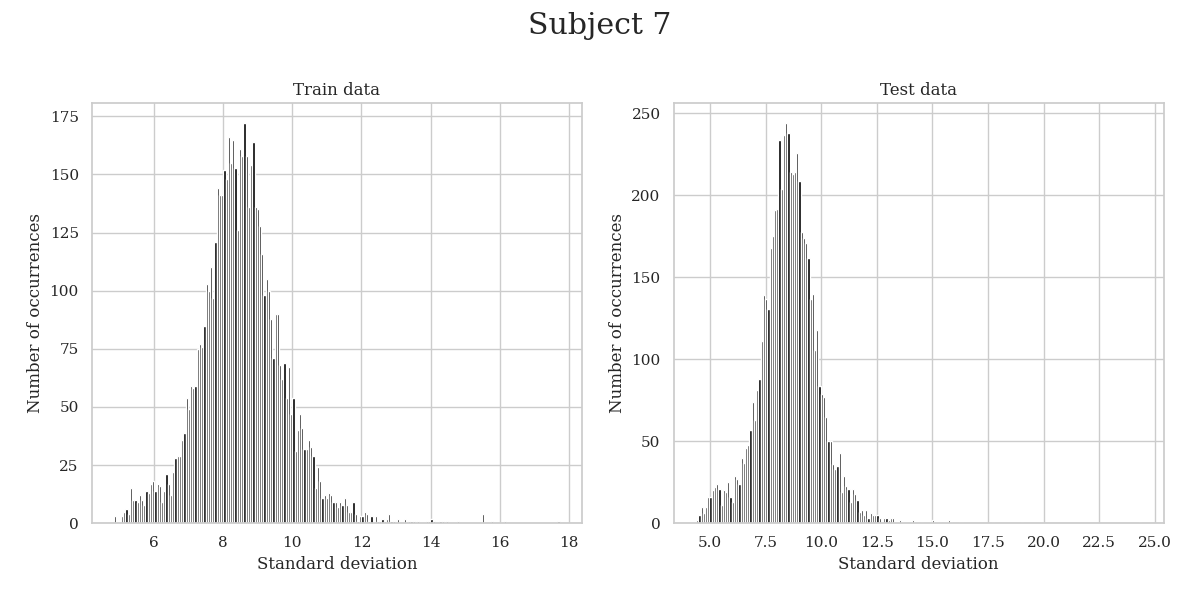 Subject 7
Train data
Number of occurrences
175
150
125
100
75
50
25
0
6 8 10 12 14 16 18
Standard deviation
Test data
Number of occurrences
250
200
150
100
50
0
5.0 7.5 10.0 12.5 15.0 17.5 20.0 22.5 25.0
Standard deviation